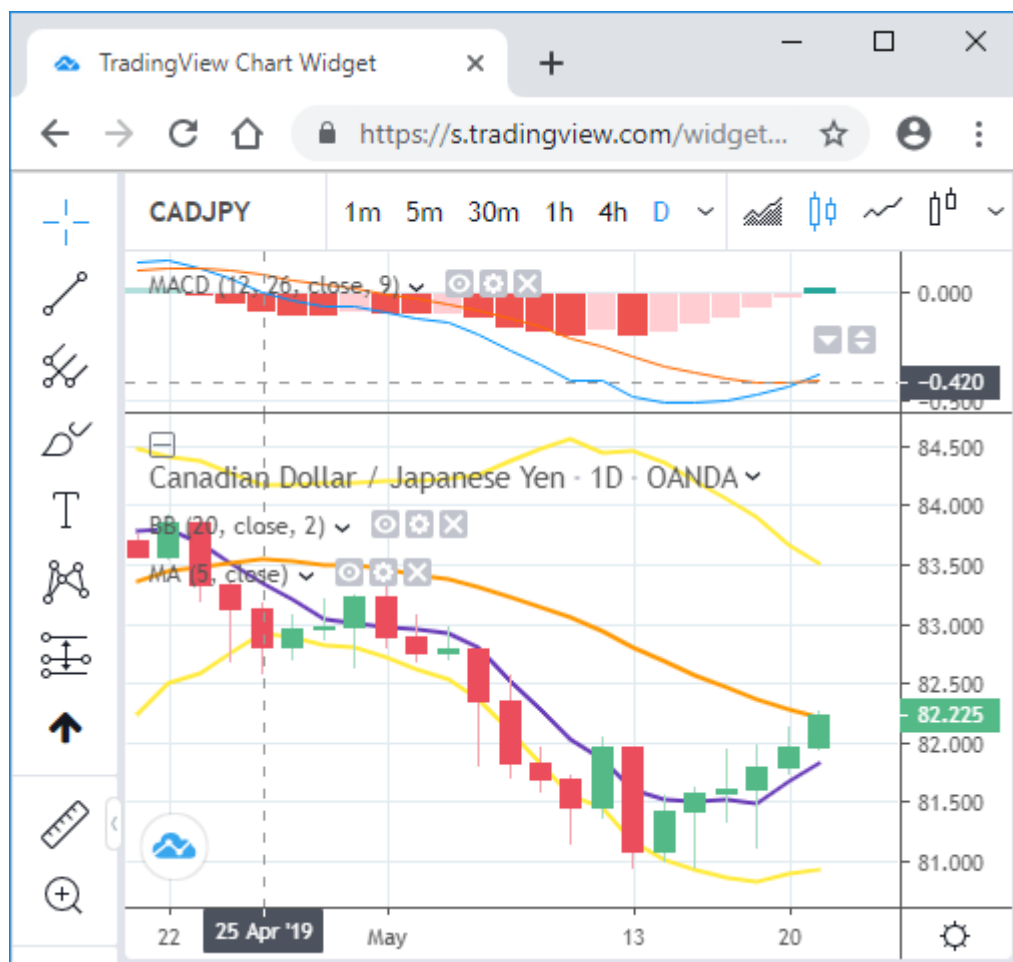 TradingView Chart Widget
https://s.tradingview.com/widget...
CADJPY 1m 5m 30m 1h 4h D
MACD (12, 26, close, 9)
0.000
-0.420
-0.500
84.500
Canadian Dollar / Japanese Yen · 1D · OANDA
84.000
BB (20, close, 2)
83.500
MA (5, close)
83.000
82.500
82.225
82.000
81.500
81.000
22 25 Apr '19 May 13 20
T